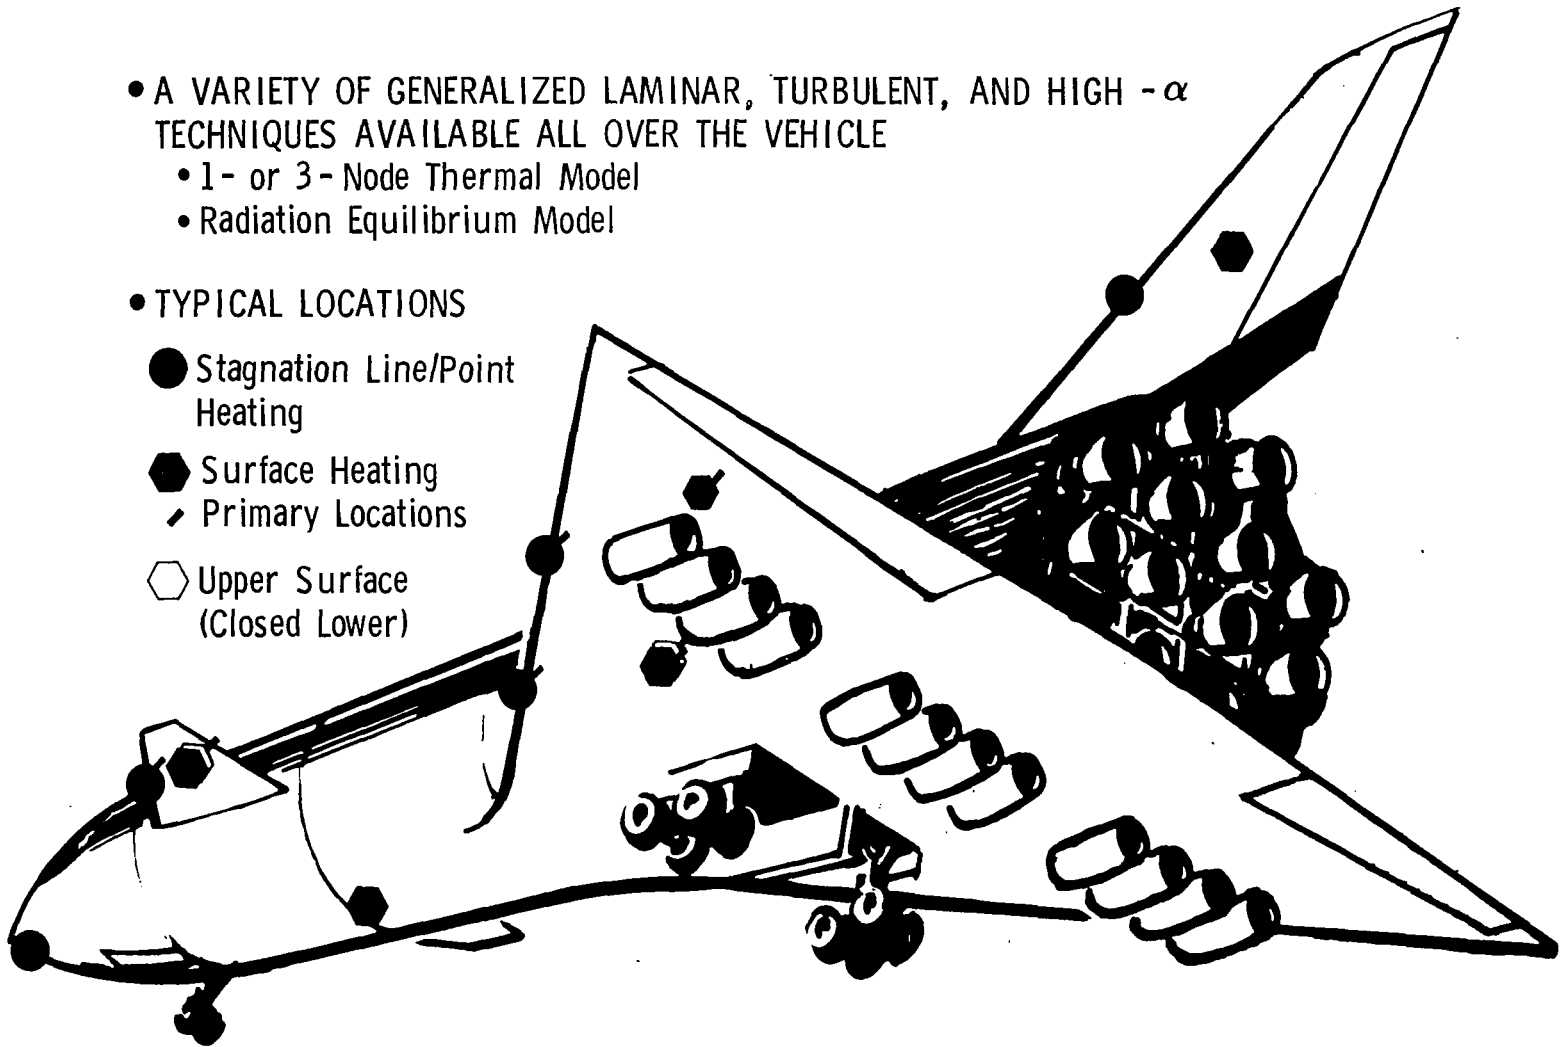 • A VARIETY OF GENERALIZED LAMINAR, TURBULENT, AND HIGH -α
TECHNIQUES AVAILABLE ALL OVER THE VEHICLE
• 1- or 3-Node Thermal Model
• Radiation Equilibrium Model
• TYPICAL LOCATIONS
Stagnation Line/Point
Heating
Surface Heating
Primary Locations
Upper Surface
(Closed Lower)